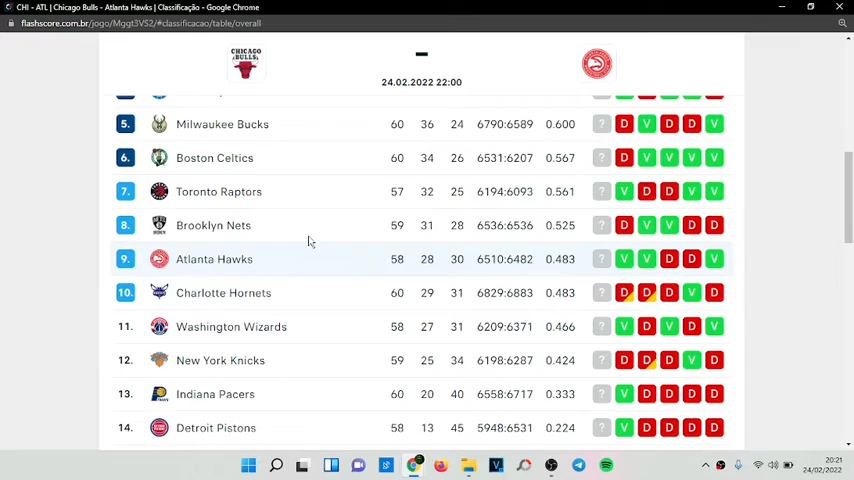 CHI - ATL | Chicago Bulls - Atlanta Hawks | Classificação - Google Chrome
flashscore.com.br/jogo/Mggt3VS2/#classificacao/table/overall
CHICAGO
BULLS
-
24.02.2022 22:00
5. Milwaukee Bucks 60 36 24 6790:6589 0.600 ? D V D D V
6. Boston Celtics 60 34 26 6531:6207 0.567 ? D V V V V
7. Toronto Raptors 57 32 25 6194:6093 0.561 ? V D D V V
8. Brooklyn Nets 59 31 28 6536:6536 0.525 ? D V V D D
9. Atlanta Hawks 58 28 30 6510:6482 0.483 ? V V D D V
10. Charlotte Hornets 60 29 31 6829:6883 0.483 ? D D D V D
11. Washington Wizards 58 27 31 6209:6371 0.466 ? V D V D V
12. New York Knicks 59 25 34 6198:6287 0.424 ? D D D V D
13. Indiana Pacers 60 20 40 6558:6717 0.333 ? V D D D D
14. Detroit Pistons 58 13 45 5948:6531 0.224 ? V D D D D
20:21
24/02/2022